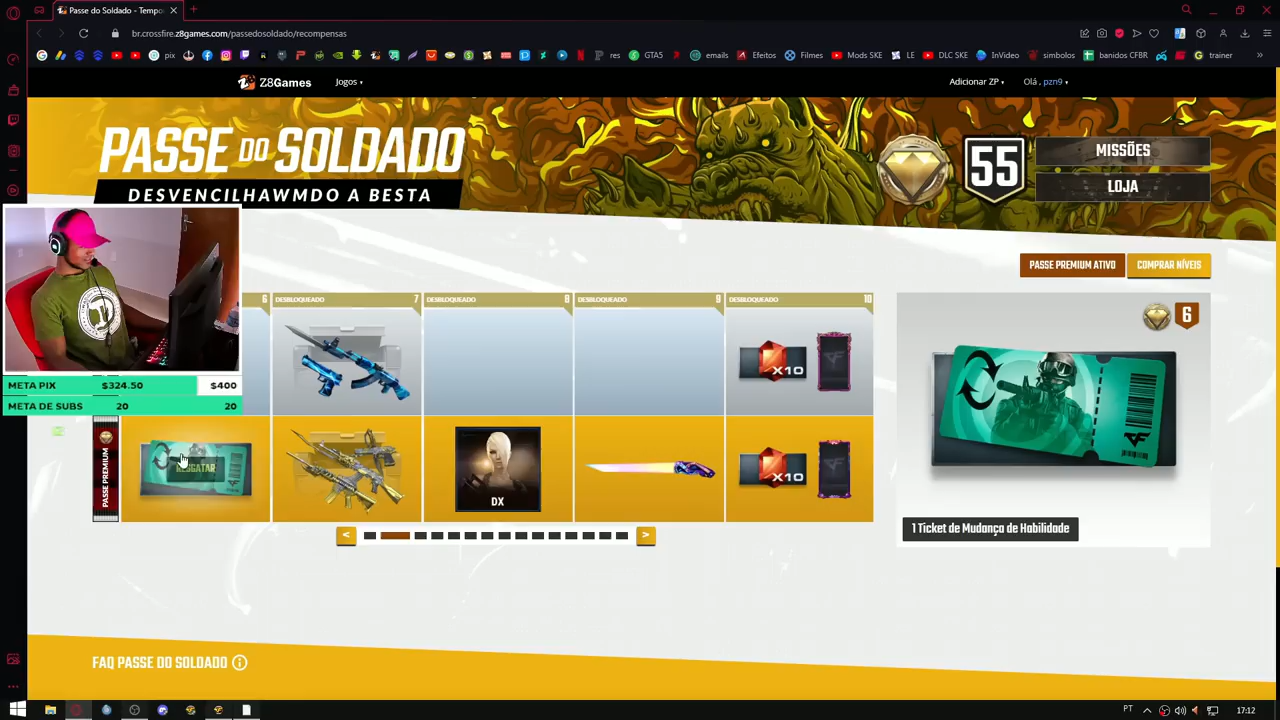 Passe do Soldado - Tempo
br.crossfire.z8games.com/passedosoldado/recompensas
pix
res
GTA5
emails
Efeitos
Filmes
Mods SKE
LE
DLC SKE
InVideo
simbolos
banidos CFBR
trainer
Z8Games
Jogos
Adicionar ZP
Olá , pzn9
PASSE DO SOLDADO
DESVENCILHAWMDO A BESTA
55
MISSÕES
LOJA
PASSE PREMIUM ATIVO
COMPRAR NÍVEIS
6
DESBLOQUEADO 7
DESBLOQUEADO 8
DESBLOQUEADO 9
DESBLOQUEADO 10
X10
6
META PIX $324.50 $400
META DE SUBS 20 20
PASSE PREMIUM
RESGATAR
DX
X10
1 Ticket de Mudança de Habilidade
< >
FAQ PASSE DO SOLDADO
PT
17:12